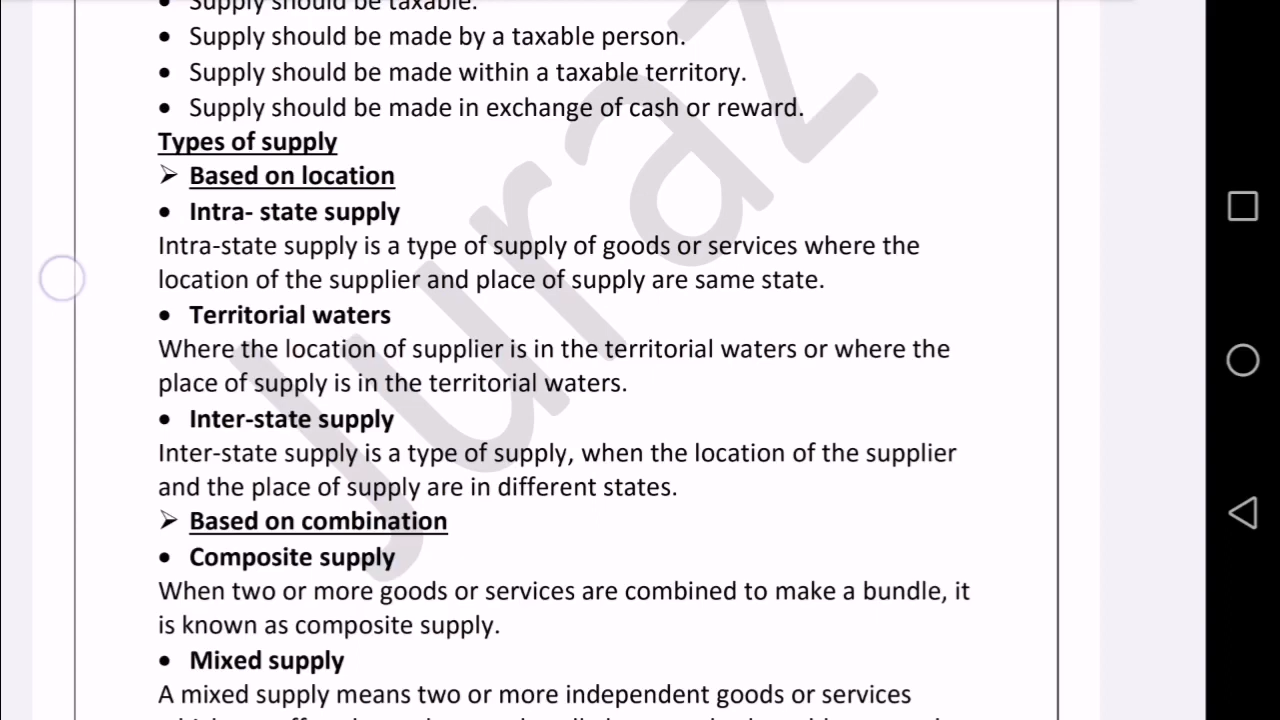 Supply should be taxable.
• Supply should be made by a taxable person.
• Supply should be made within a taxable territory.
• Supply should be made in exchange of cash or reward.
Types of supply
➢ Based on location
• Intra- state supply
Intra-state supply is a type of supply of goods or services where the
location of the supplier and place of supply are same state.
• Territorial waters
Where the location of supplier is in the territorial waters or where the
place of supply is in the territorial waters.
• Inter-state supply
Inter-state supply is a type of supply, when the location of the supplier
and the place of supply are in different states.
➢ Based on combination
• Composite supply
When two or more goods or services are combined to make a bundle, it
is known as composite supply.
• Mixed supply
A mixed supply means two or more independent goods or services
Juraz